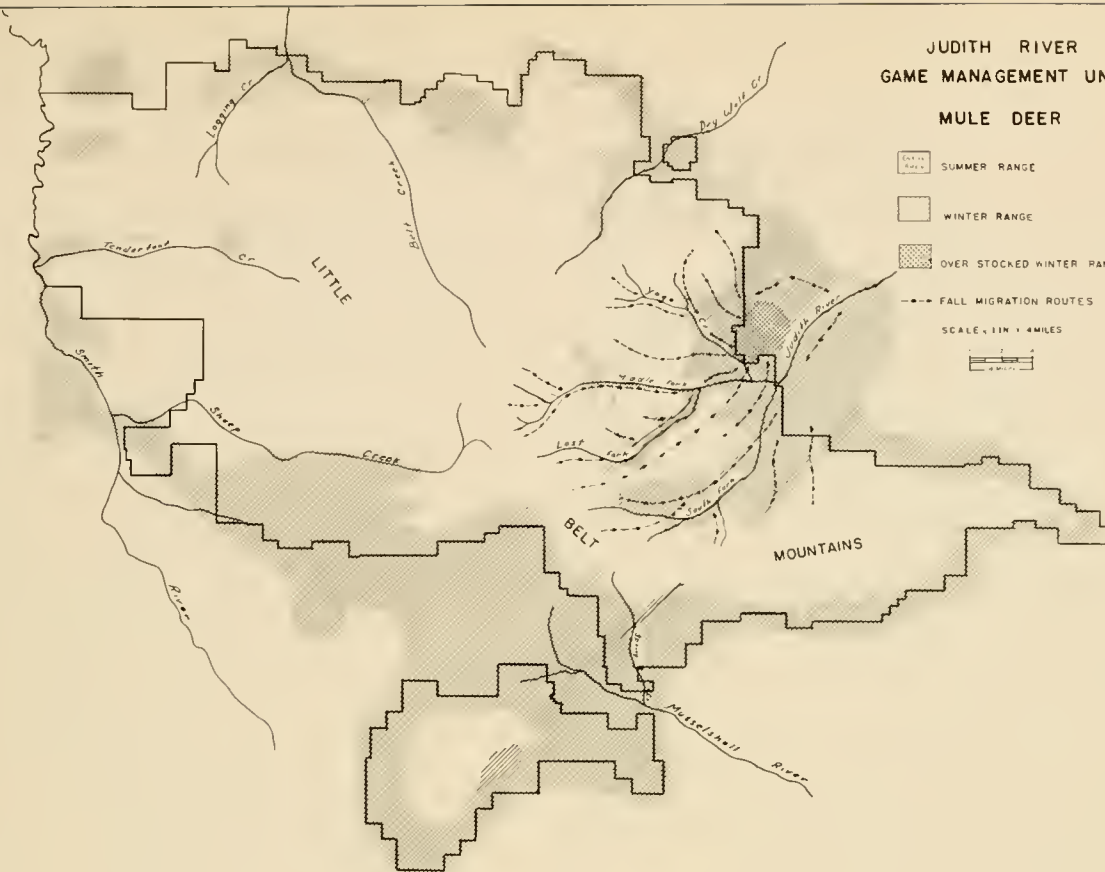 JUDITH RIVER
GAME MANAGEMENT UN
MULE DEER
SUMMER RANGE
WINTER RANGE
OVER STOCKED WINTER RAN
FALL MIGRATION ROUTES
Logging Cr
Belt Creek
Dry Wolf Cr
Tenderfoot Cr
LITTLE
Yogo Cr
Judith River
Smith
Middle Fork
Sheep Creek
Lost Fork
South Fork
BELT
MOUNTAINS
River
Spring
Musselshell River